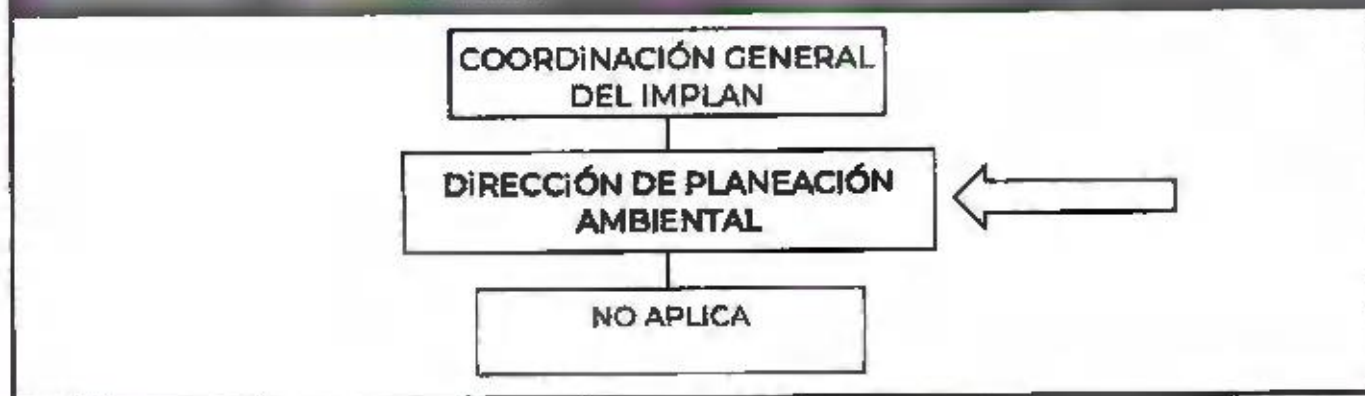 COORDINACIÓN GENERAL
DEL IMPLAN
DIRECCIÓN DE PLANEACIÓN
AMBIENTAL
NO APLICA